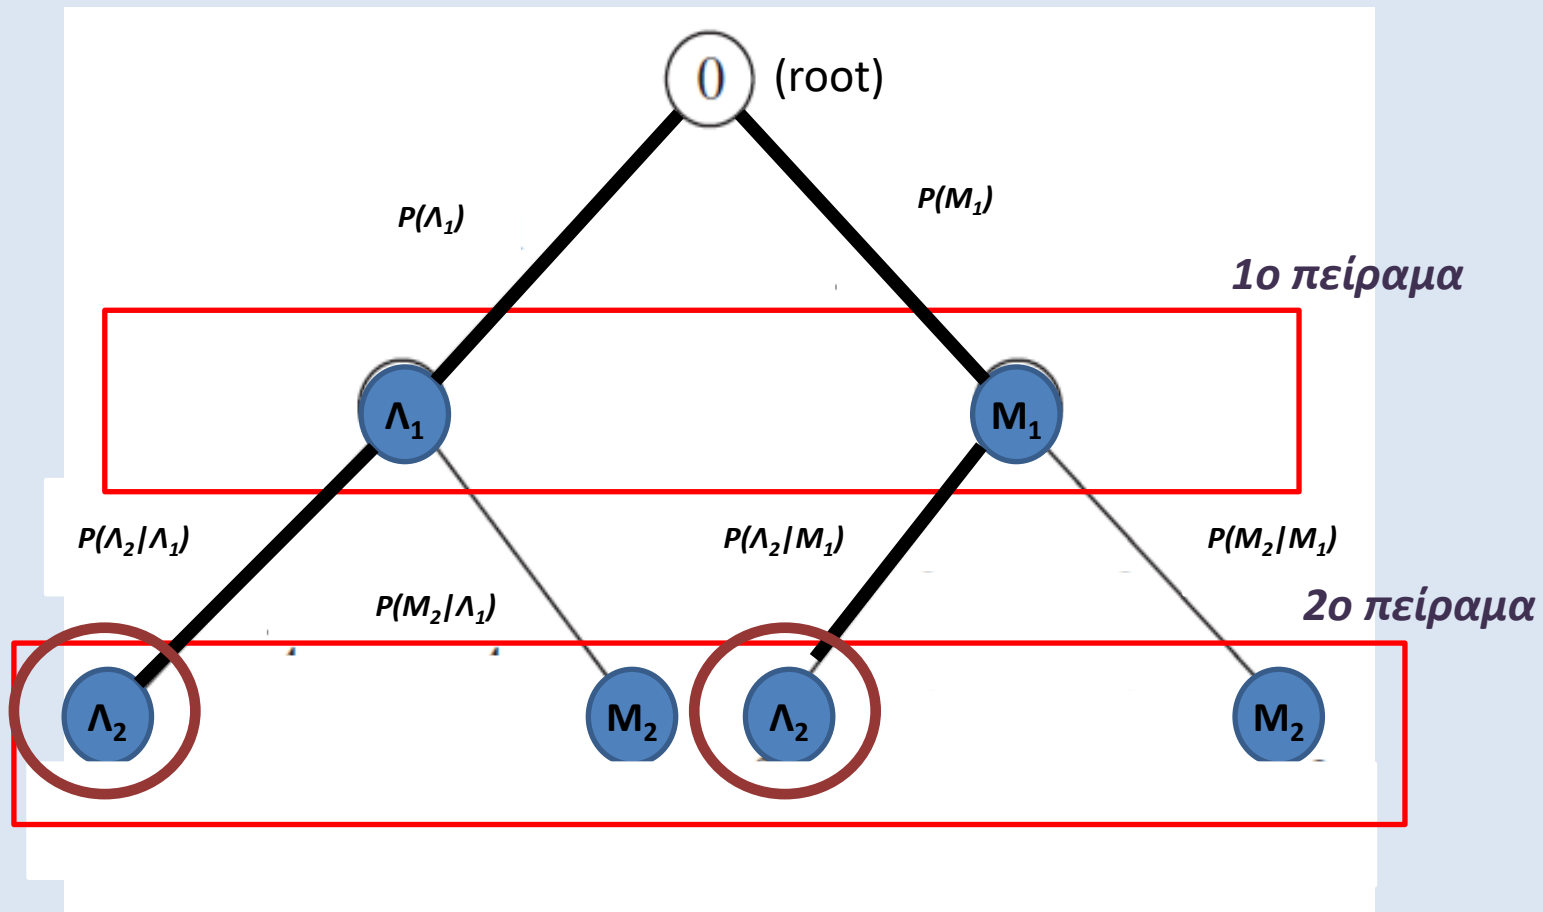 0 (root)
P(Λ₁)
P(M₁)
1ο πείραμα
Λ₁
M₁
P(Λ₂|Λ₁)
P(Λ₂|M₁)
P(M₂|M₁)
P(M₂|Λ₁)
2ο πείραμα
Λ₂
M₂
Λ₂
M₂